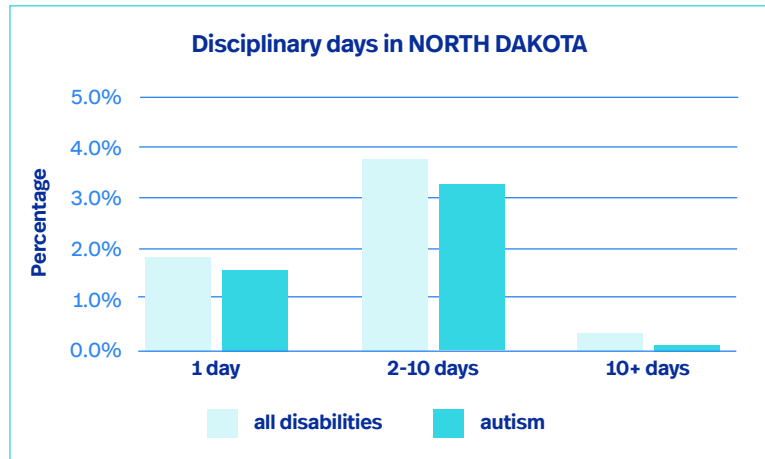 Disciplinary days in NORTH DAKOTA
Percentage
5.0%
4.0%
3.0%
2.0%
1.0%
0.0%
1 day
2-10 days
10+ days
all disabilities
autism